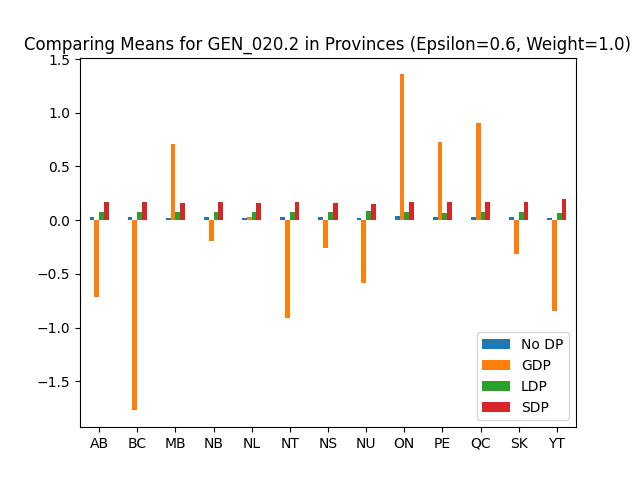 Comparing Means for GEN_020.2 in Provinces (Epsilon=0.6, Weight=1.0)
1.5
1.0
0.5
0.0
−0.5
−1.0
−1.5
No DP
GDP
LDP
SDP
AB BC MB NB NL NT NS NU ON PE QC SK YT